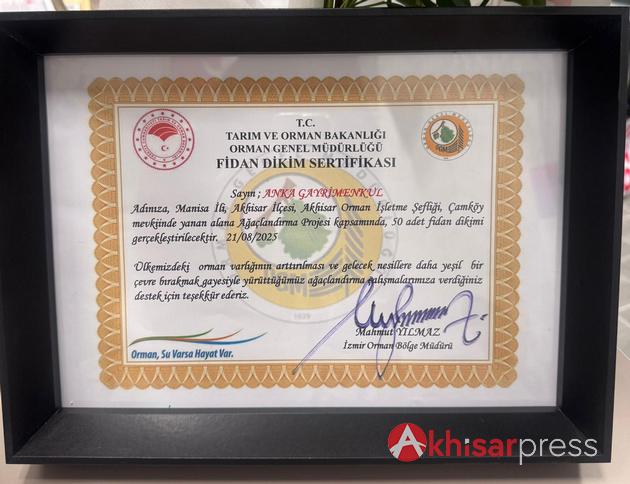 T.C.
TARIM VE ORMAN BAKANLIĞI
ORMAN GENEL MÜDÜRLÜĞÜ
FİDAN DİKİM SERTİFİKASI
Sayın ; ANKA GAYRİMENKUL
Adınıza, Manisa İli, Akhisar İlçesi, Akhisar Orman İşletme Şefliği, Çamköy
mevkiinde yanan alana Ağaçlandırma Projesi kapsamında, 50 adet fidan dikimi
gerçekleştirilecektir. 21/08/2025
Ülkemizdeki orman varlığının arttırılması ve gelecek nesillere daha yeşil bir
çevre bırakmak gayesiyle yürüttüğümüz ağaçlandırma çalışmalarımıza verdiğiniz
destek için teşekkür ederiz.
1839
Mahmut YILMAZ
İzmir Orman Bölge Müdürü
Orman, Su Varsa Hayat Var.
Akhisarpress